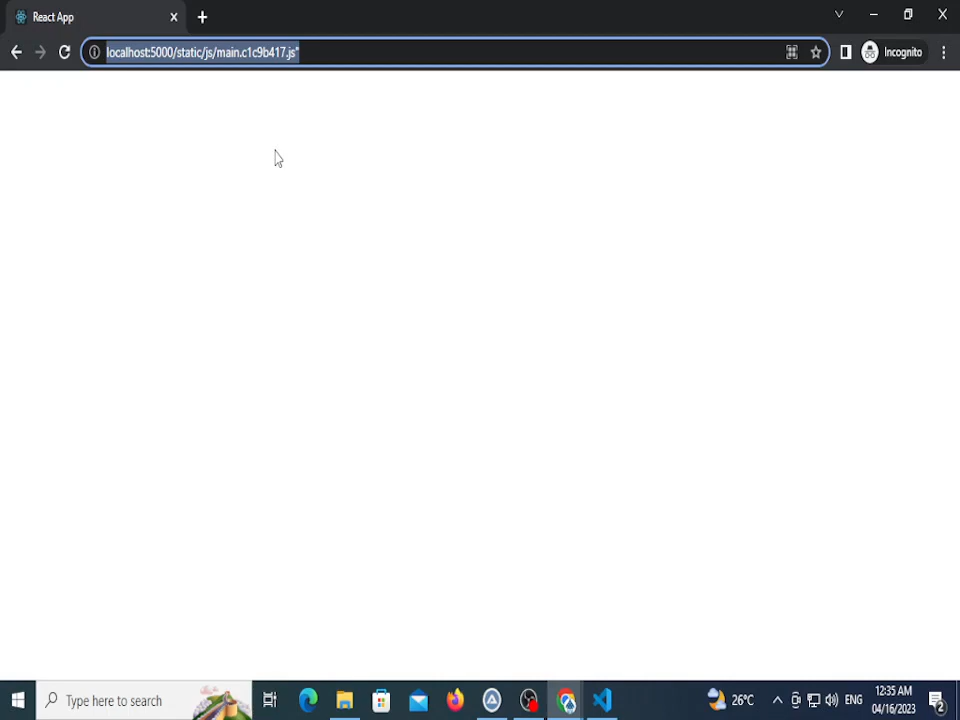 React App
localhost:5000/static/js/main.c1c9b417.js"
Incognito
Type here to search
26°C
ENG
12:35 AM
04/16/2023
2